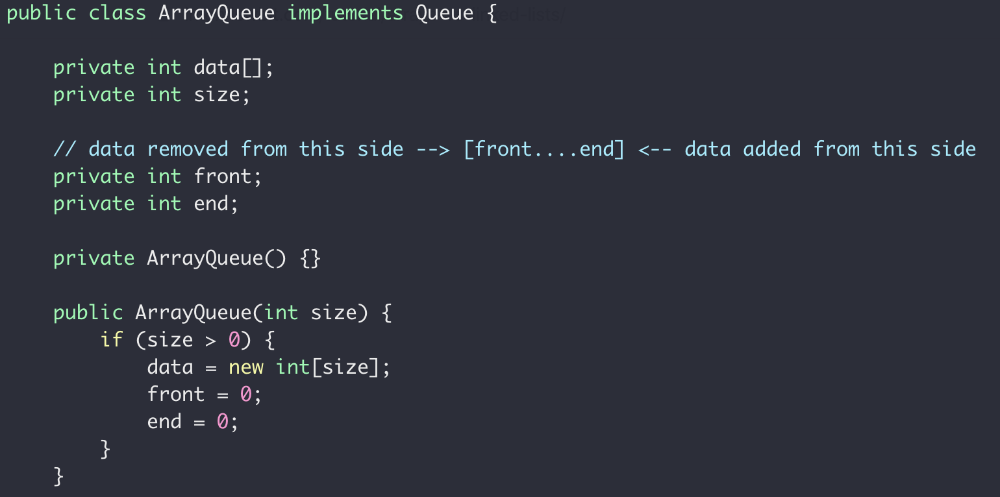 public class ArrayQueue implements Queue {
    private int data[];
    private int size;
    // data removed from this side --> [front....end] <-- data added from this side
    private int front;
    private int end;
    private ArrayQueue() {}
    public ArrayQueue(int size) {
        if (size > 0) {
            data = new int[size];
            front = 0;
            end = 0;
        }
    }